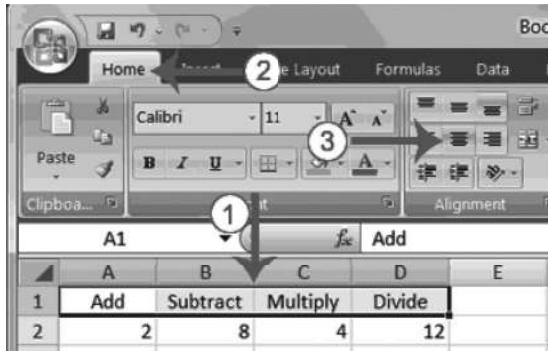 Boo
Home 2 Layout Formulas Data
Calibri 11 A A
3
Paste B I U A
Clipboa...
1
Alignment
A1 fx Add
A B C D E
1 Add Subtract Multiply Divide
2 2 8 4 12